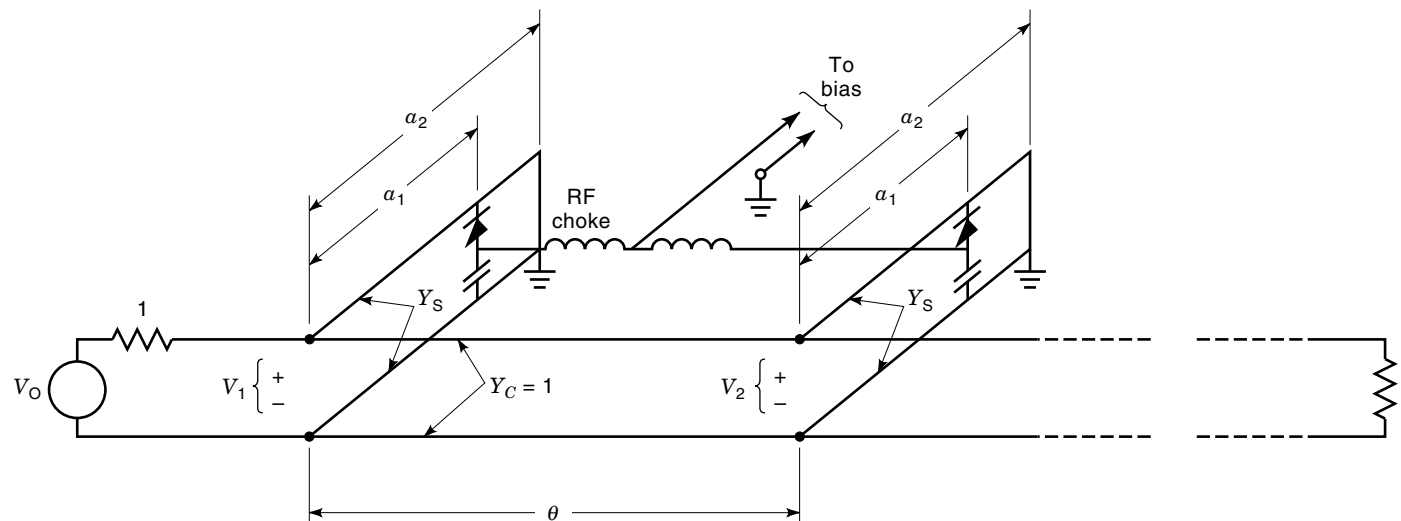 To
bias
a2
a2
a1
a1
RF
choke
YS
YS
1
VO
V1
+
−
YC = 1
V2
+
−
θ